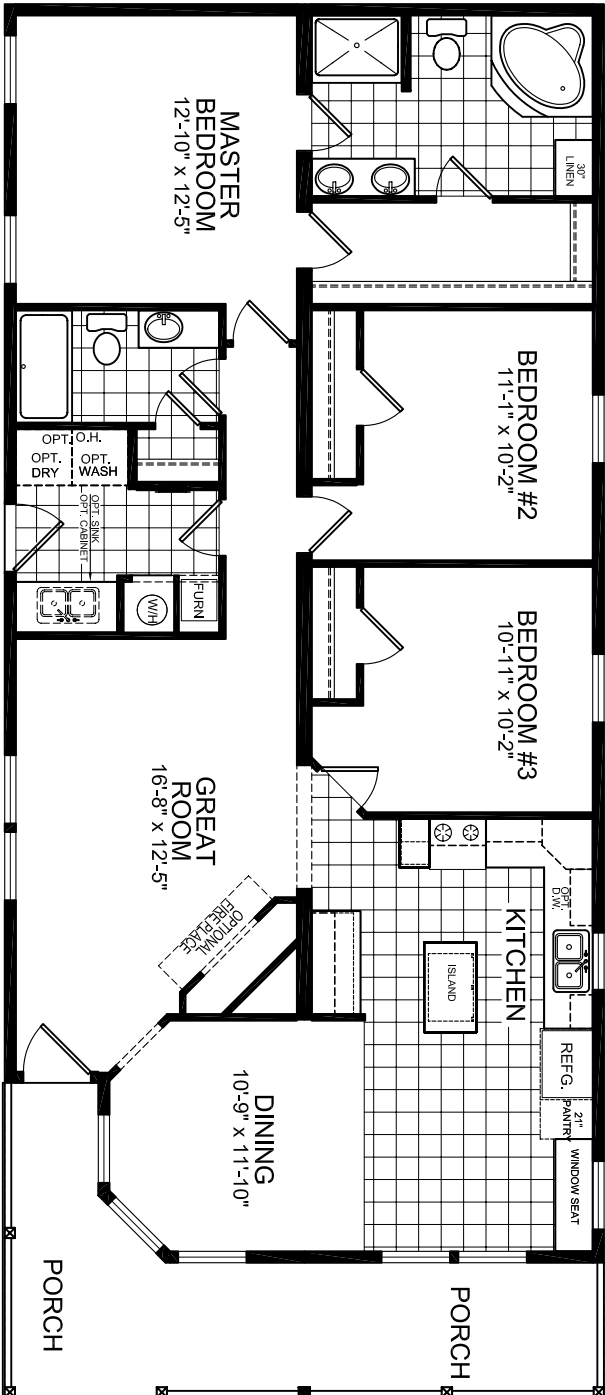 MASTER
BEDROOM
12'-10" x 12'-5"
30"
LINEN
BEDROOM #2
11'-1" x 10'-2"
OPT. O.H.
OPT.
DRY
OPT.
WASH
OPT. SINK
OPT. CABINET
W/H
FURN
BEDROOM #3
10'-11" x 10'-2"
GREAT
ROOM
16'-8" x 12'-5"
OPTIONAL
FIRE PLACE
KITCHEN
OPT.
D.W.
ISLAND
REFG.
21"
PANTRY
WINDOW SEAT
DINING
10'-9" x 11'-10"
PORCH
PORCH